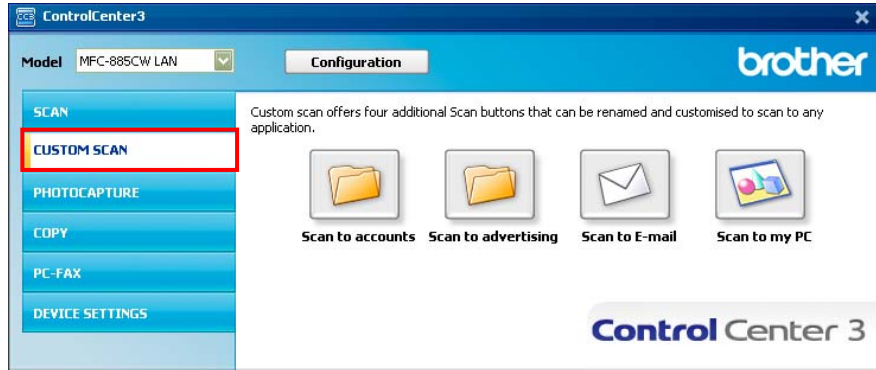 ControlCenter3
Model MFC-885CW LAN Configuration brother
SCAN
CUSTOM SCAN
PHOTOCAPTURE
COPY
PC-FAX
DEVICE SETTINGS
Custom scan offers four additional Scan buttons that can be renamed and customised to scan to any
application.
Scan to accounts Scan to advertising Scan to E-mail Scan to my PC
Control Center 3